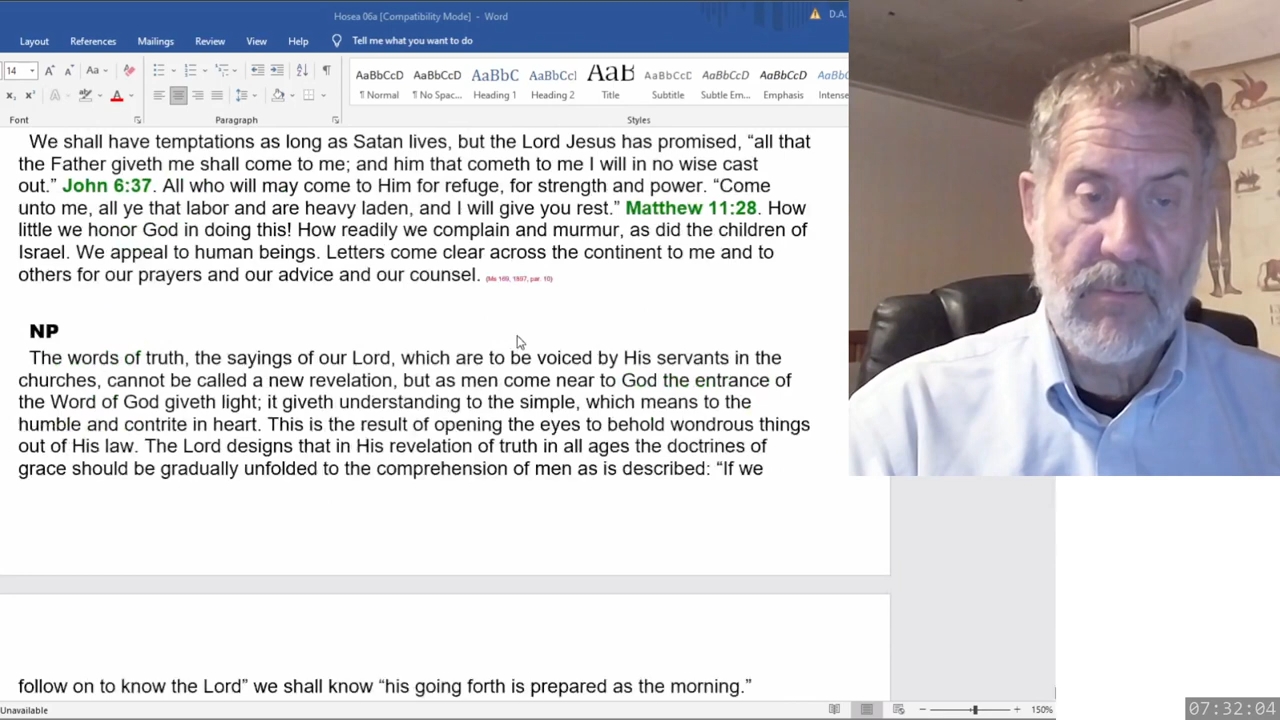 Hosea 06a [Compatibility Mode] - Word
D.A.
Layout References Mailings Review View Help Tell me what you want to do
14
Aa
AaBbCcD AaBbCcD AaBbC AaBbCcl AaB AaBbCcD AaBbCcD AaBbCcD AaBbC
¶ Normal ¶ No Spac... Heading 1 Heading 2 Title Subtitle Subtle Em... Emphasis Intense
Font Paragraph Styles
We shall have temptations as long as Satan lives, but the Lord Jesus has promised, “all that
the Father giveth me shall come to me; and him that cometh to me I will in no wise cast
out.” John 6:37. All who will may come to Him for refuge, for strength and power. “Come
unto me, all ye that labor and are heavy laden, and I will give you rest.” Matthew 11:28. How
little we honor God in doing this! How readily we complain and murmur, as did the children of
Israel. We appeal to human beings. Letters come clear across the continent to me and to
others for our prayers and our advice and our counsel. (Ms 169, 1897, par. 10)
NP
The words of truth, the sayings of our Lord, which are to be voiced by His servants in the
churches, cannot be called a new revelation, but as men come near to God the entrance of
the Word of God giveth light; it giveth understanding to the simple, which means to the
humble and contrite in heart. This is the result of opening the eyes to behold wondrous things
out of His law. The Lord designs that in His revelation of truth in all ages the doctrines of
grace should be gradually unfolded to the comprehension of men as is described: “If we
follow on to know the Lord” we shall know “his going forth is prepared as the morning.”
Unavailable
150%
07:32:04